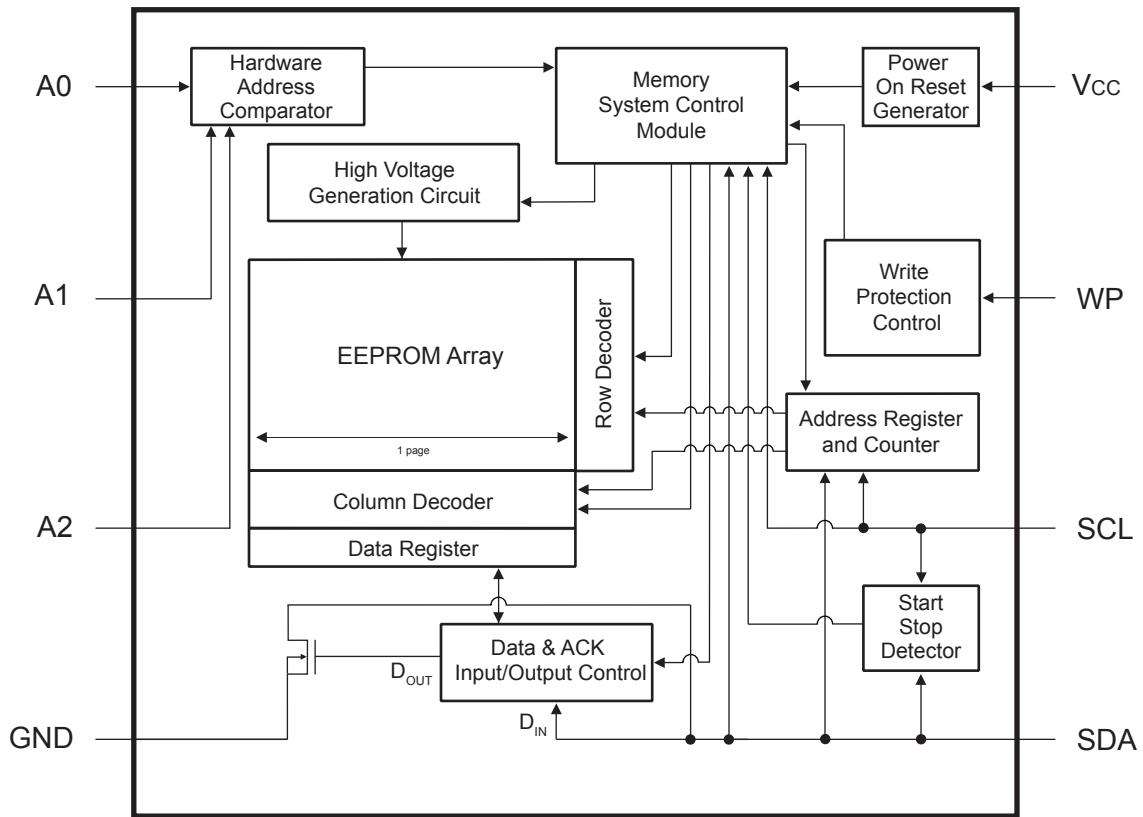 A0
Hardware
Address
Comparator
Memory
System Control
Module
Power
On Reset
Generator
VCC
High Voltage
Generation Circuit
A1
EEPROM Array
1 page
Row Decoder
Write
Protection
Control
WP
Address Register
and Counter
Column Decoder
A2
Data Register
SCL
Start
Stop
Detector
Data & ACK
Input/Output Control
DOUT
DIN
GND
SDA